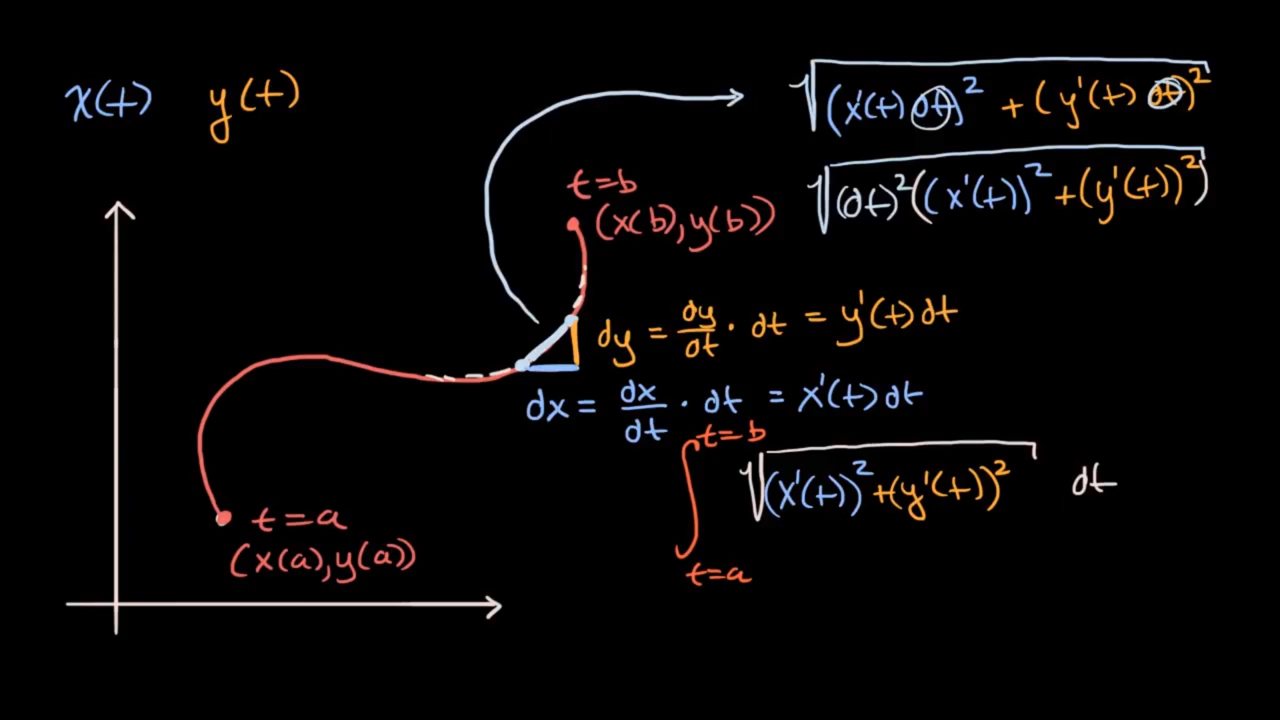 x(t) y(t)
√((x'(t) dt)² + (y'(t) dt)²)
√((dt)²((x'(t))² + (y'(t))²))
t=b
(x(b), y(b))
dy = dy/dt · dt = y'(t) dt
dx = dx/dt · dt = x'(t) dt
t=b
∫ √((x'(t))² + (y'(t))²) dt
t=a
t=a
(x(a), y(a))